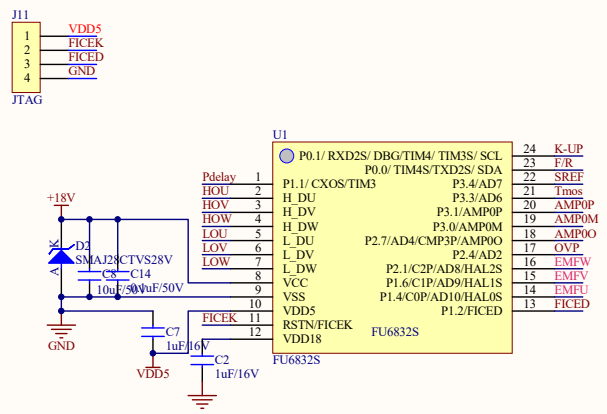 J11
1 VDD5
2 FICEK
3 FICED
4 GND
JTAG
U1
P0.1/ RXD2S/ DBG/TIM4/ TIM3S/ SCL 24 K-UP
P0.0/ TIM4S/TXD2S/ SDA 23 F/R
Pdelay 1 P1.1/ CXOS/TIM3 P3.4/AD7 22 SREF
HOU 2 H_DU P3.3/AD6 21 Tmos
HOV 3 H_DV P3.1/AMP0P 20 AMP0P
HOW 4 H_DW P3.0/AMP0M 19 AMP0M
LOU 5 L_DU P2.7/AD4/CMP3P/AMP0O 18 AMP0O
LOV 6 L_DV P2.4/AD2 17 OVP
LOW 7 L_DW P2.1/C2P/AD8/HAL2S 16 EMFW
8 VCC P1.6/C1P/AD9/HAL1S 15 EMFV
9 VSS P1.4/C0P/AD10/HAL0S 14 EMFU
10 VDD5 P1.2/FICED 13 FICED
FICEK 11 RSTN/FICEK
12 VDD18
FU6832S
FU6832S
+18V
K
D2
SMAJ28CTVS28V
A
C8
10uF/50V
C14
0.1uF/50V
GND
C7
1uF/16V
VDD5
C2
1uF/16V